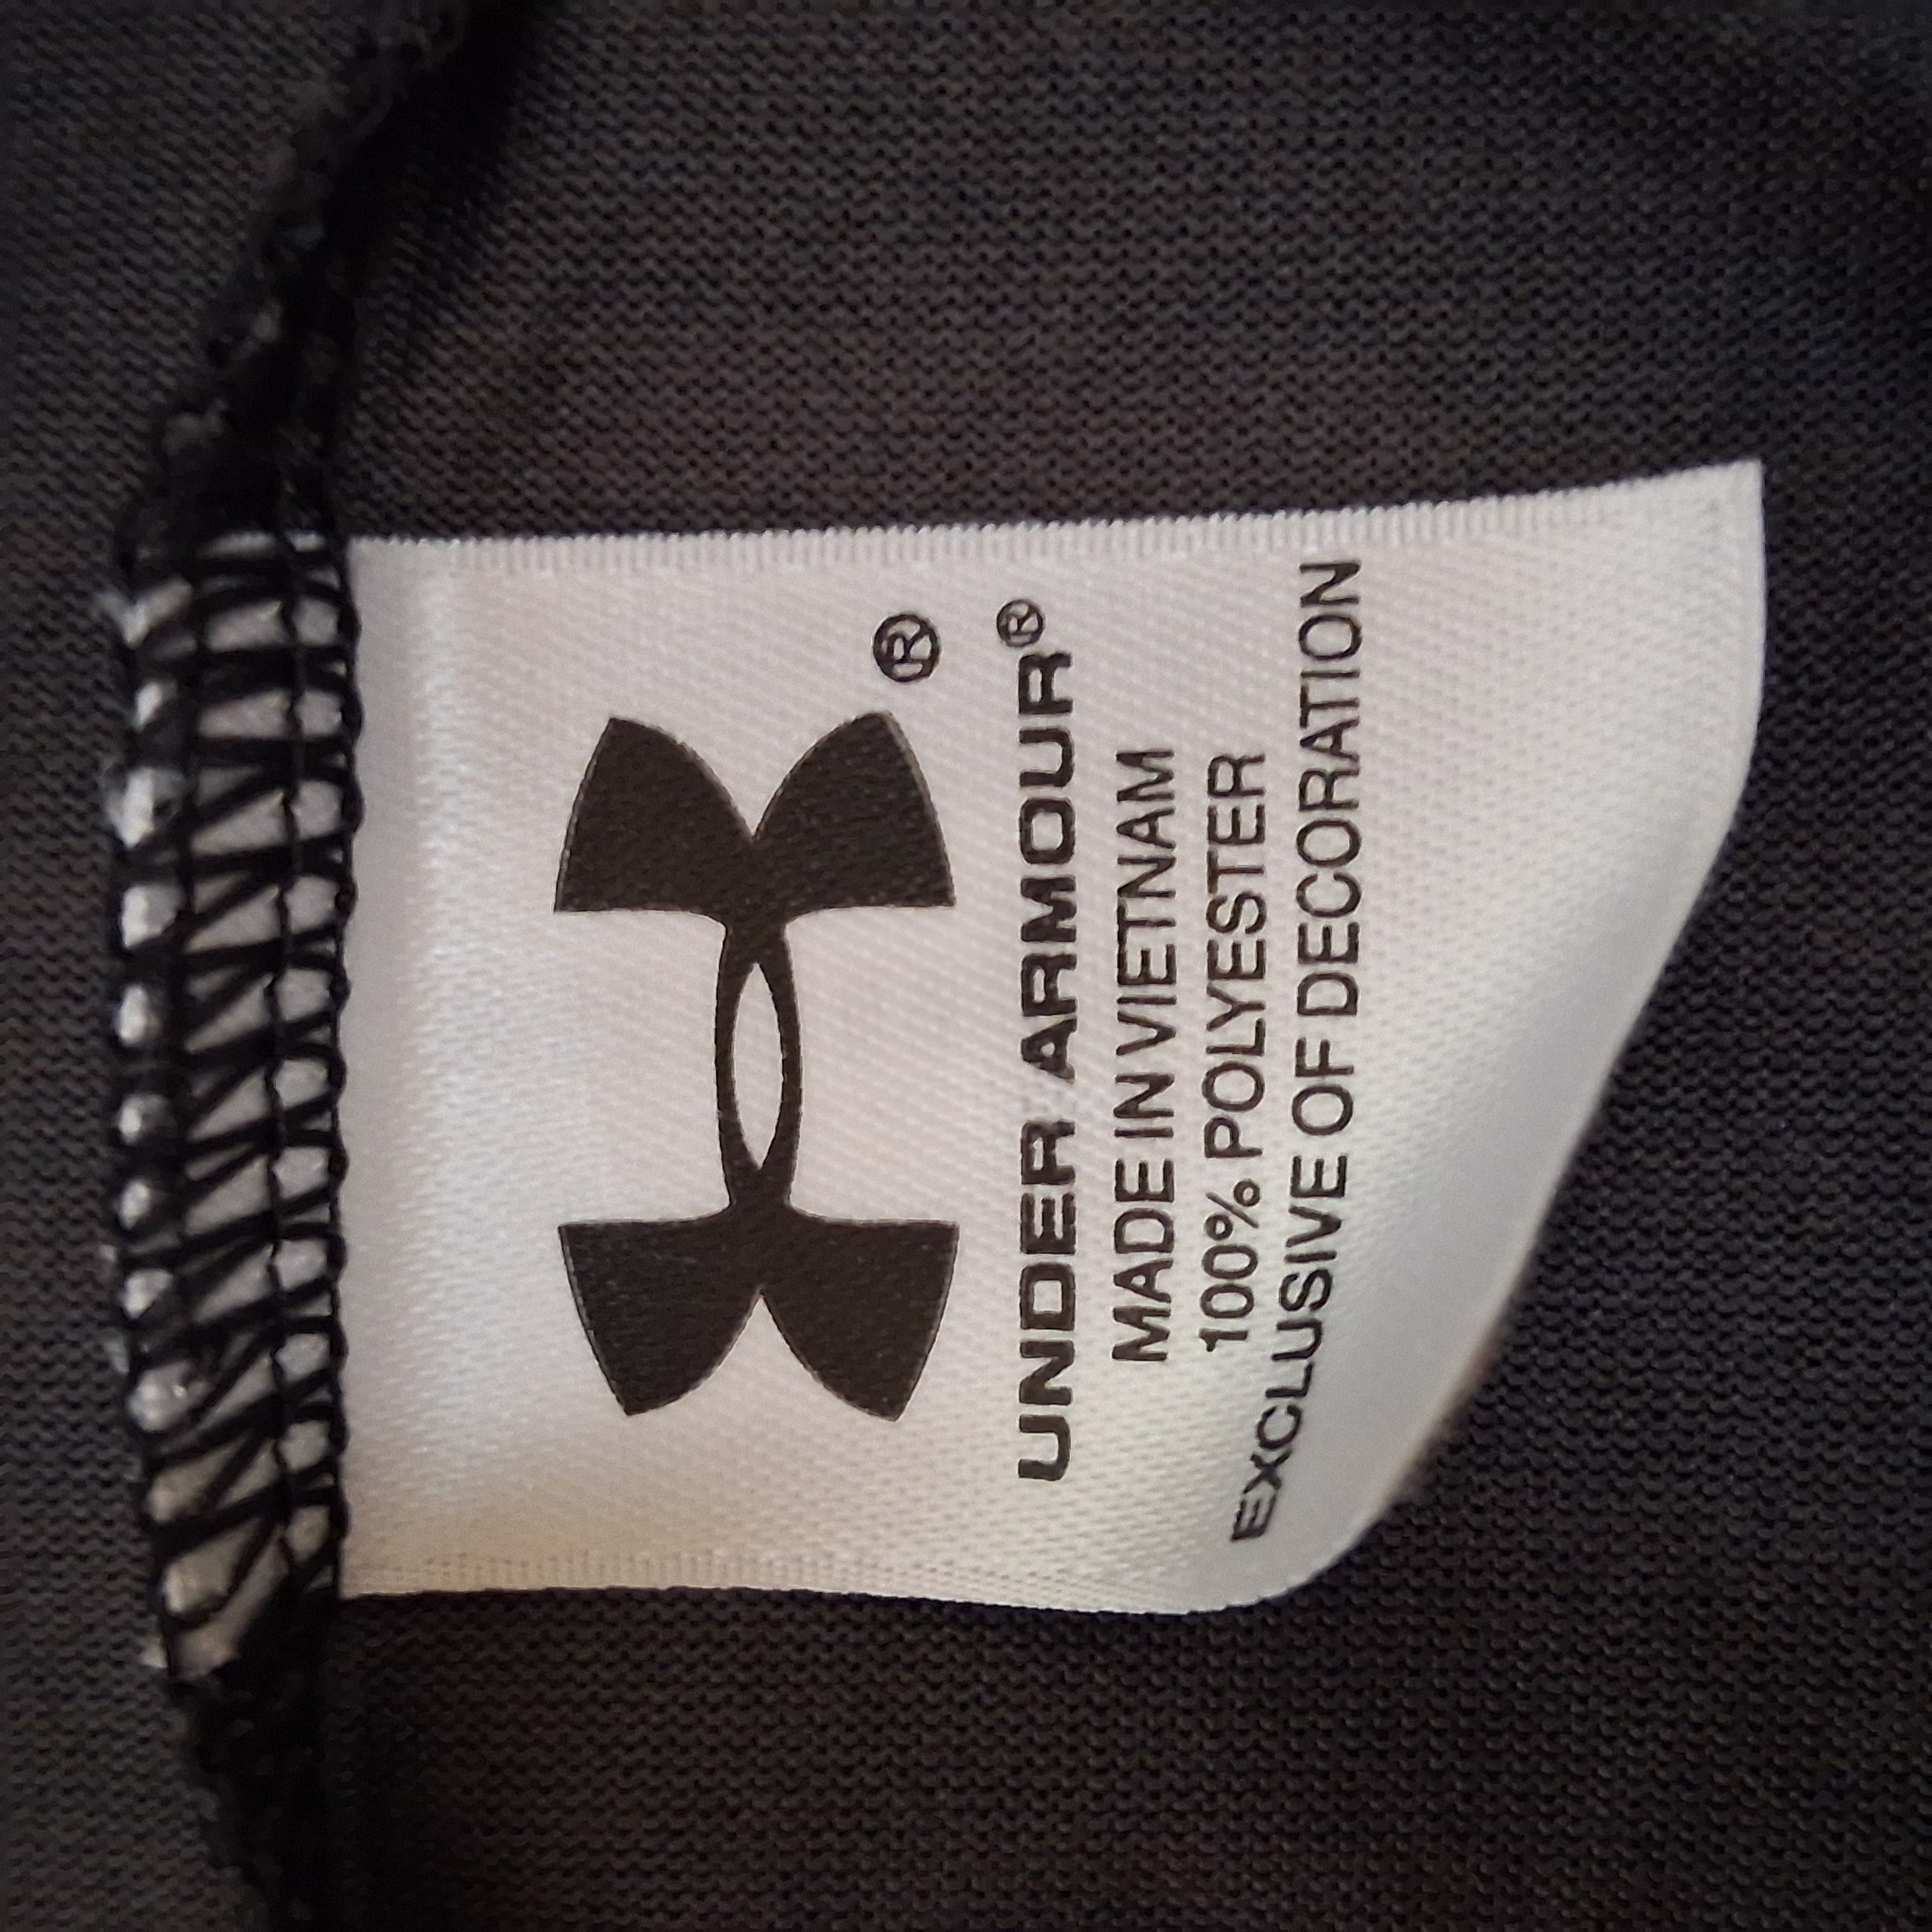 ®
UNDER ARMOUR®
MADE IN VIETNAM
100% POLYESTER
EXCLUSIVE OF DECORATION